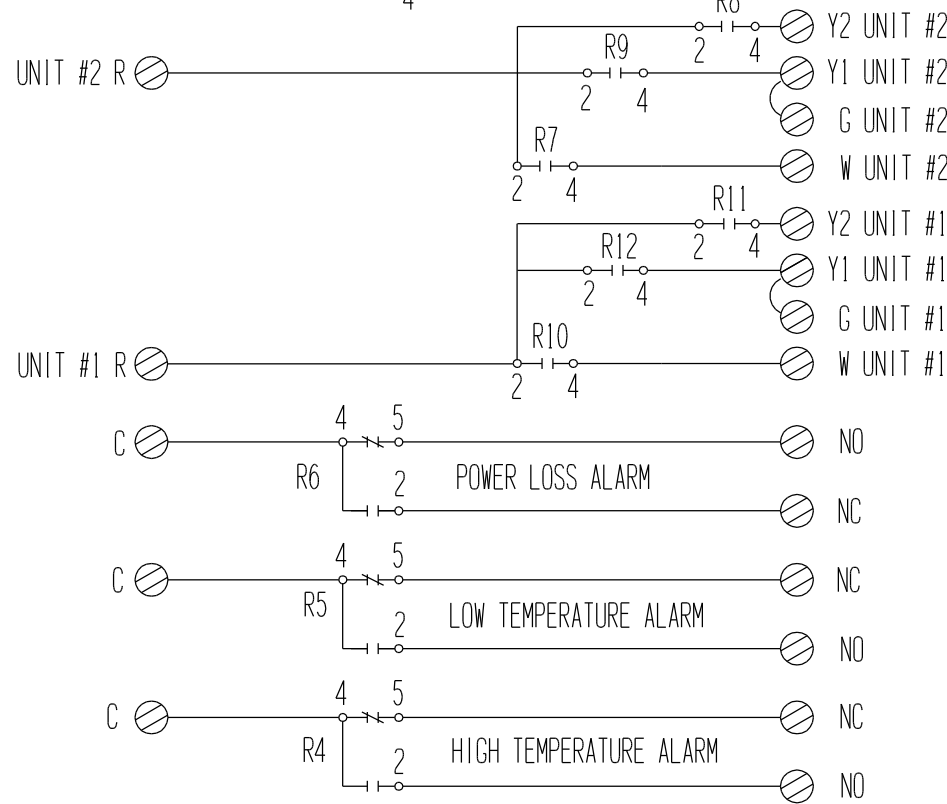 4
R8
Y2 UNIT #2
2 4
R9
UNIT #2 R
Y1 UNIT #2
2 4
G UNIT #2
R7
W UNIT #2
2 4
R11
Y2 UNIT #1
2 4
R12
Y1 UNIT #1
2 4
G UNIT #1
R10
UNIT #1 R
W UNIT #1
2 4
4 5
C
NO
R6
POWER LOSS ALARM
2
NC
4 5
C
NC
R5
LOW TEMPERATURE ALARM
2
NO
4 5
C
NC
R4
HIGH TEMPERATURE ALARM
2
NO